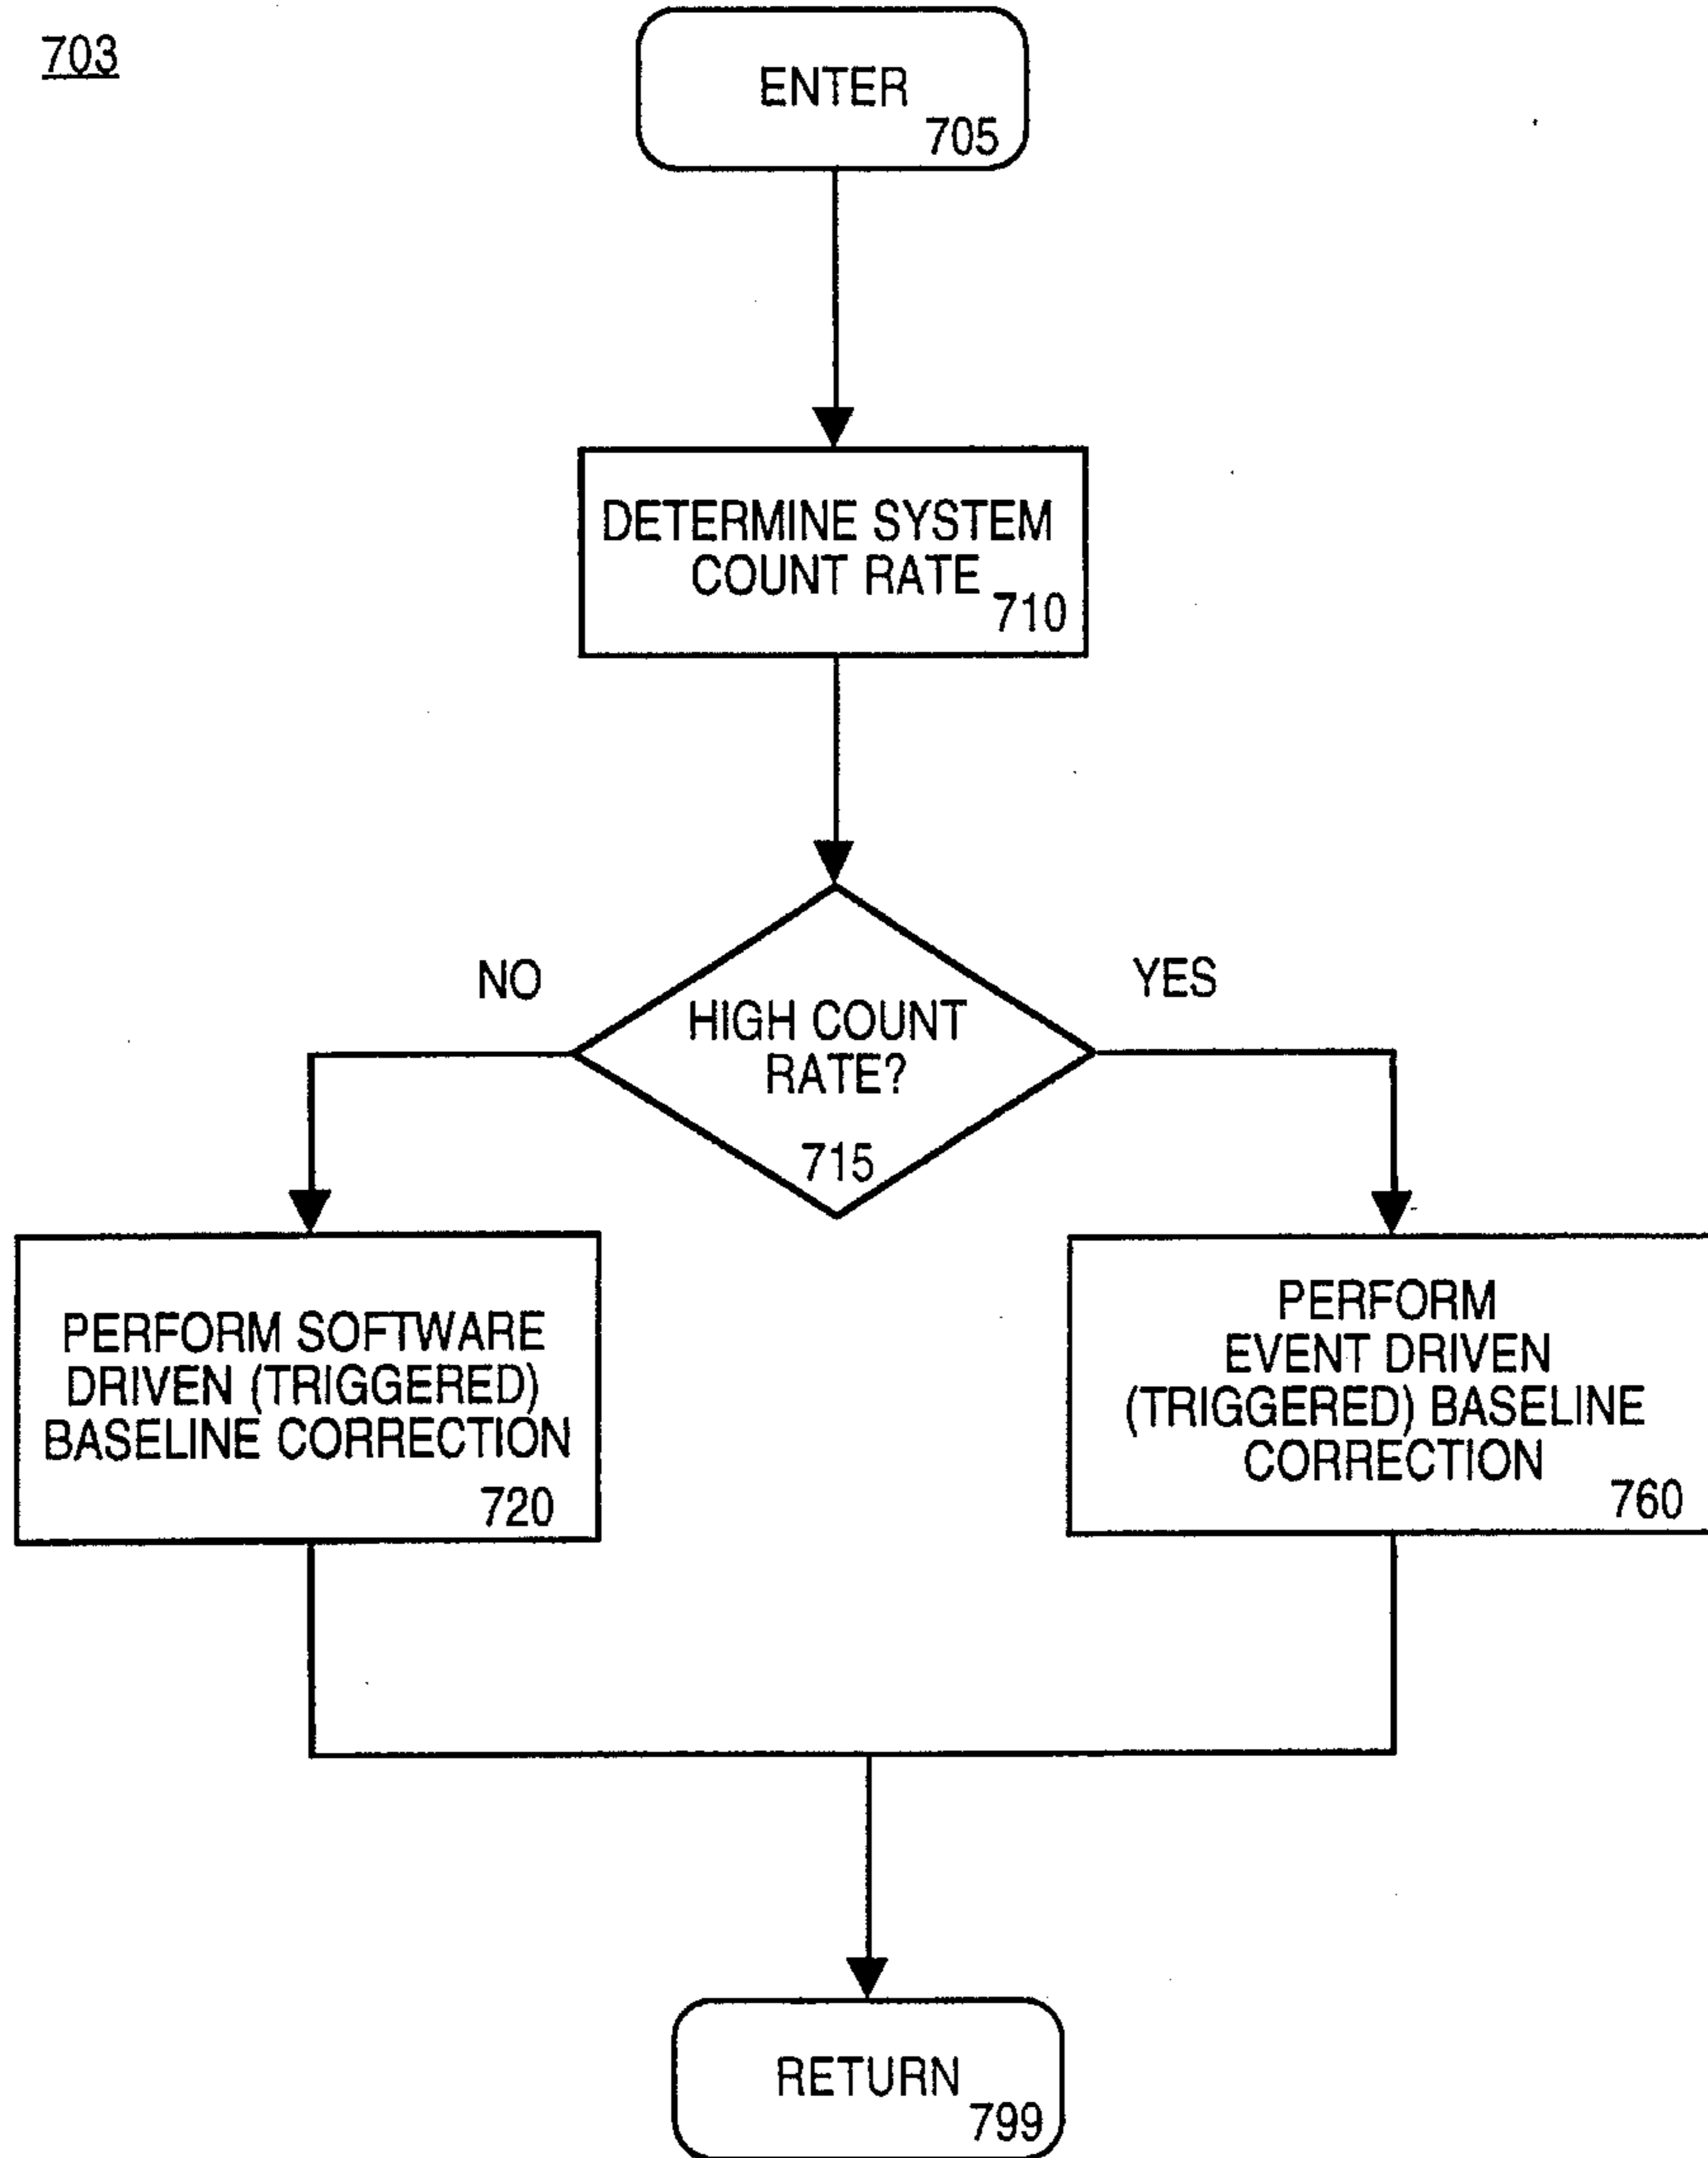 703
ENTER
705
DETERMINE SYSTEM
COUNT RATE
710
NO
YES
HIGH COUNT
RATE?
715
PERFORM SOFTWARE
DRIVEN (TRIGGERED)
BASELINE CORRECTION
720
PERFORM
EVENT DRIVEN
(TRIGGERED) BASELINE
CORRECTION
760
RETURN
799